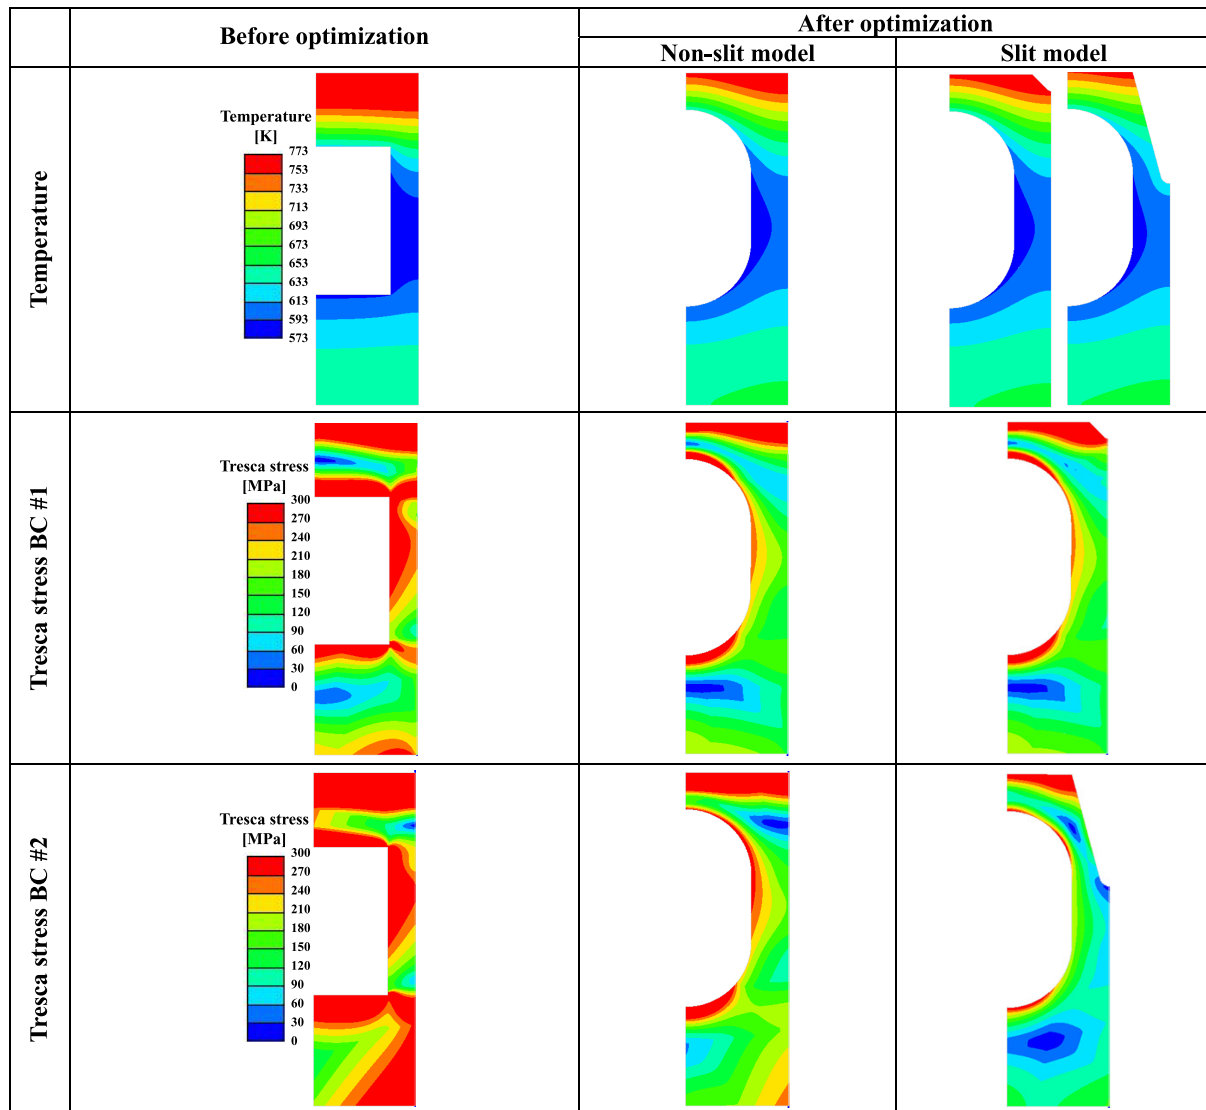 Before optimization
After optimization
Non-slit model
Slit model
Temperature
Temperature
[K]
773
753
733
713
693
673
653
633
613
593
573
Tresca stress BC #1
Tresca stress
[MPa]
300
270
210
180
150
120
90
60
30
0
Tresca stress BC #2
Tresca stress
[MPa]
300
270
210
180
150
120
90
60
30
0